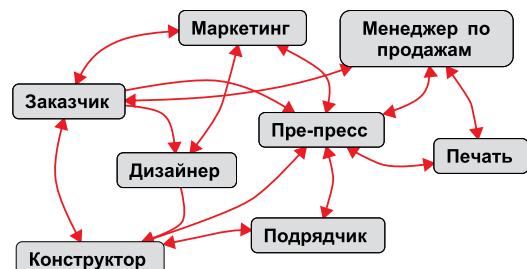 Маркетинг
Менеджер по
продажам
Заказчик
Пре-пресс
Печать
Дизайнер
Подрядчик
Конструктор